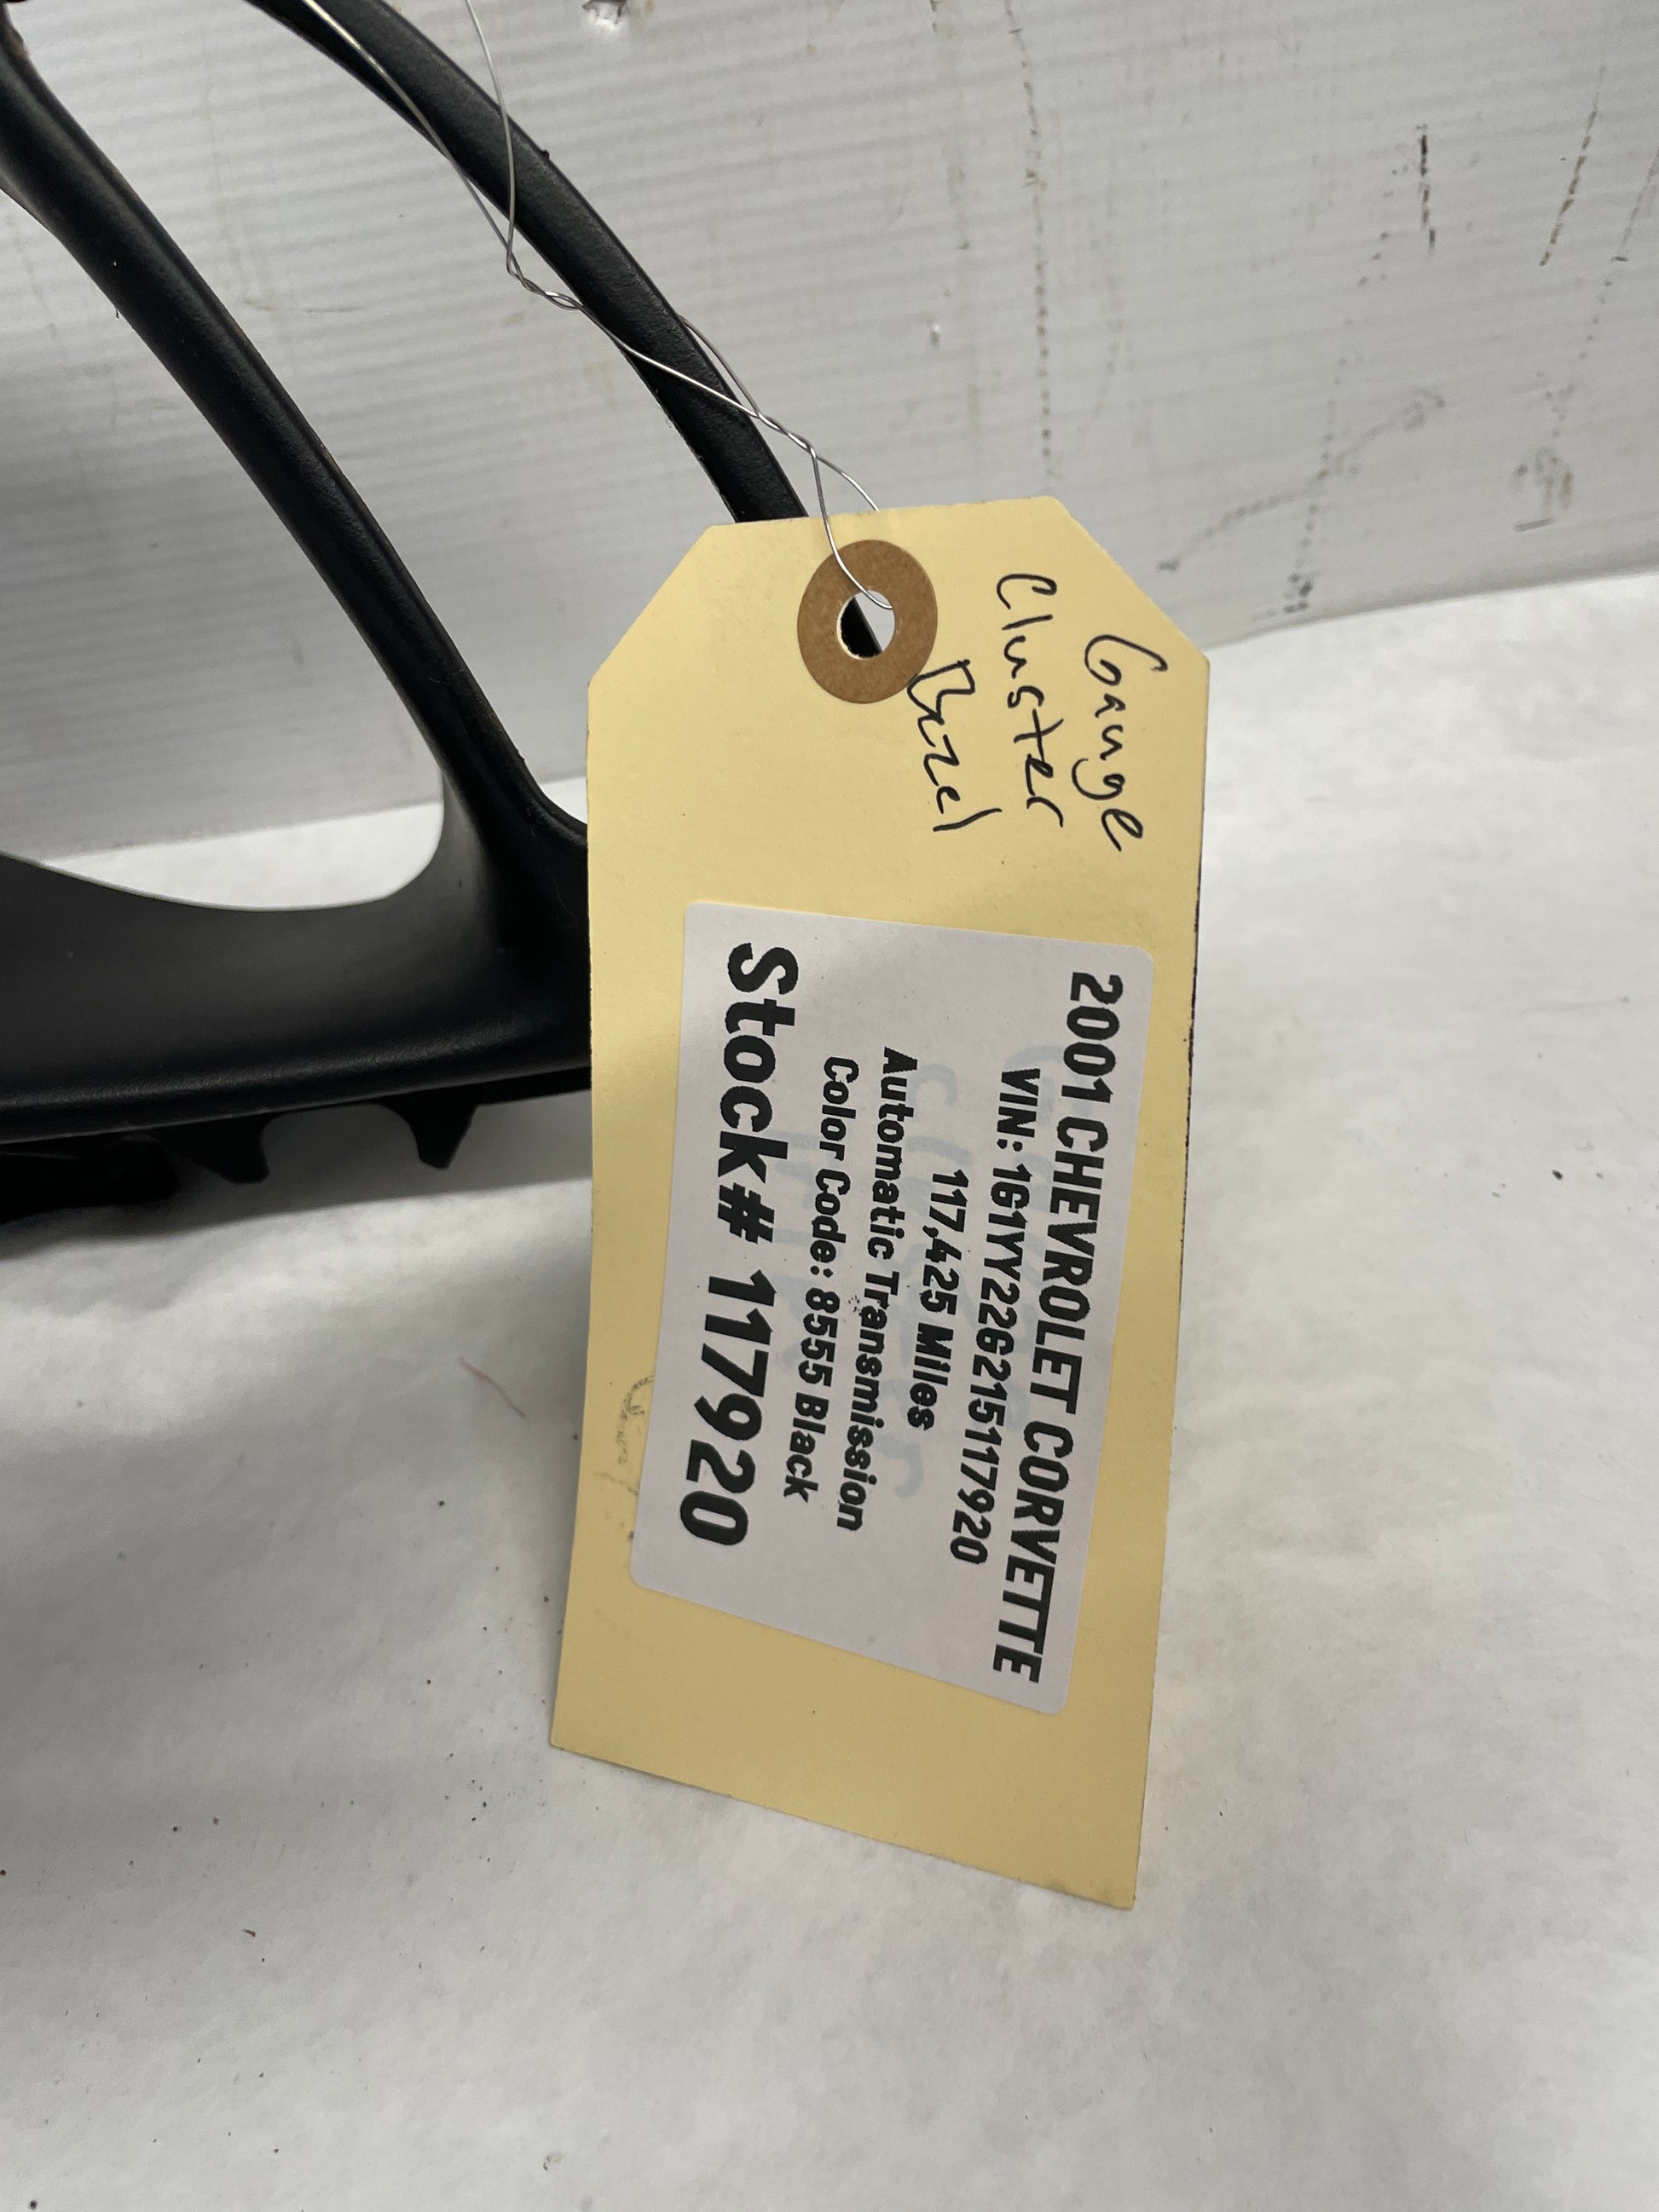 Gauge
Cluster
Bezel
2001 CHEVROLET CORVETTE
VIN: 1G1YY22G215117920
117,425 Miles
Automatic Transmission
Color Code: 8555 Black
Stock# 117920